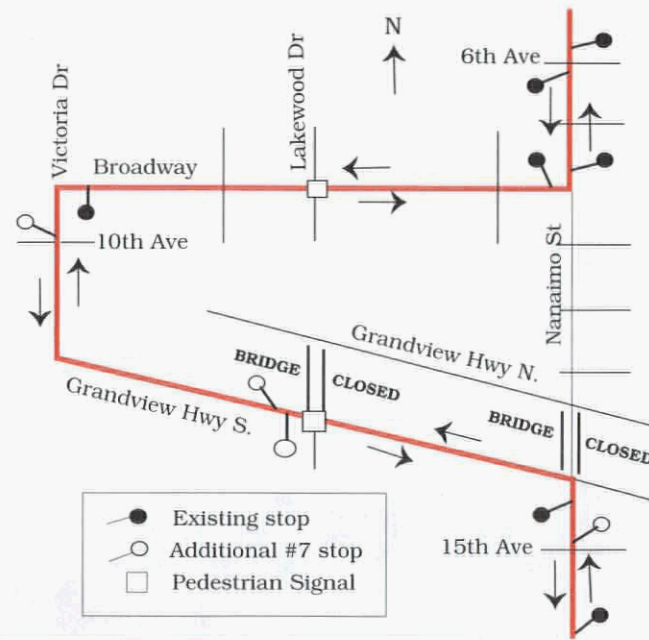 N
6th Ave
Victoria Dr
Lakewood Dr
Broadway
10th Ave
Nanaimo St
Grandview Hwy N.
BRIDGE
CLOSED
Grandview Hwy S.
BRIDGE
CLOSED
Existing stop
Additional #7 stop
Pedestrian Signal
15th Ave